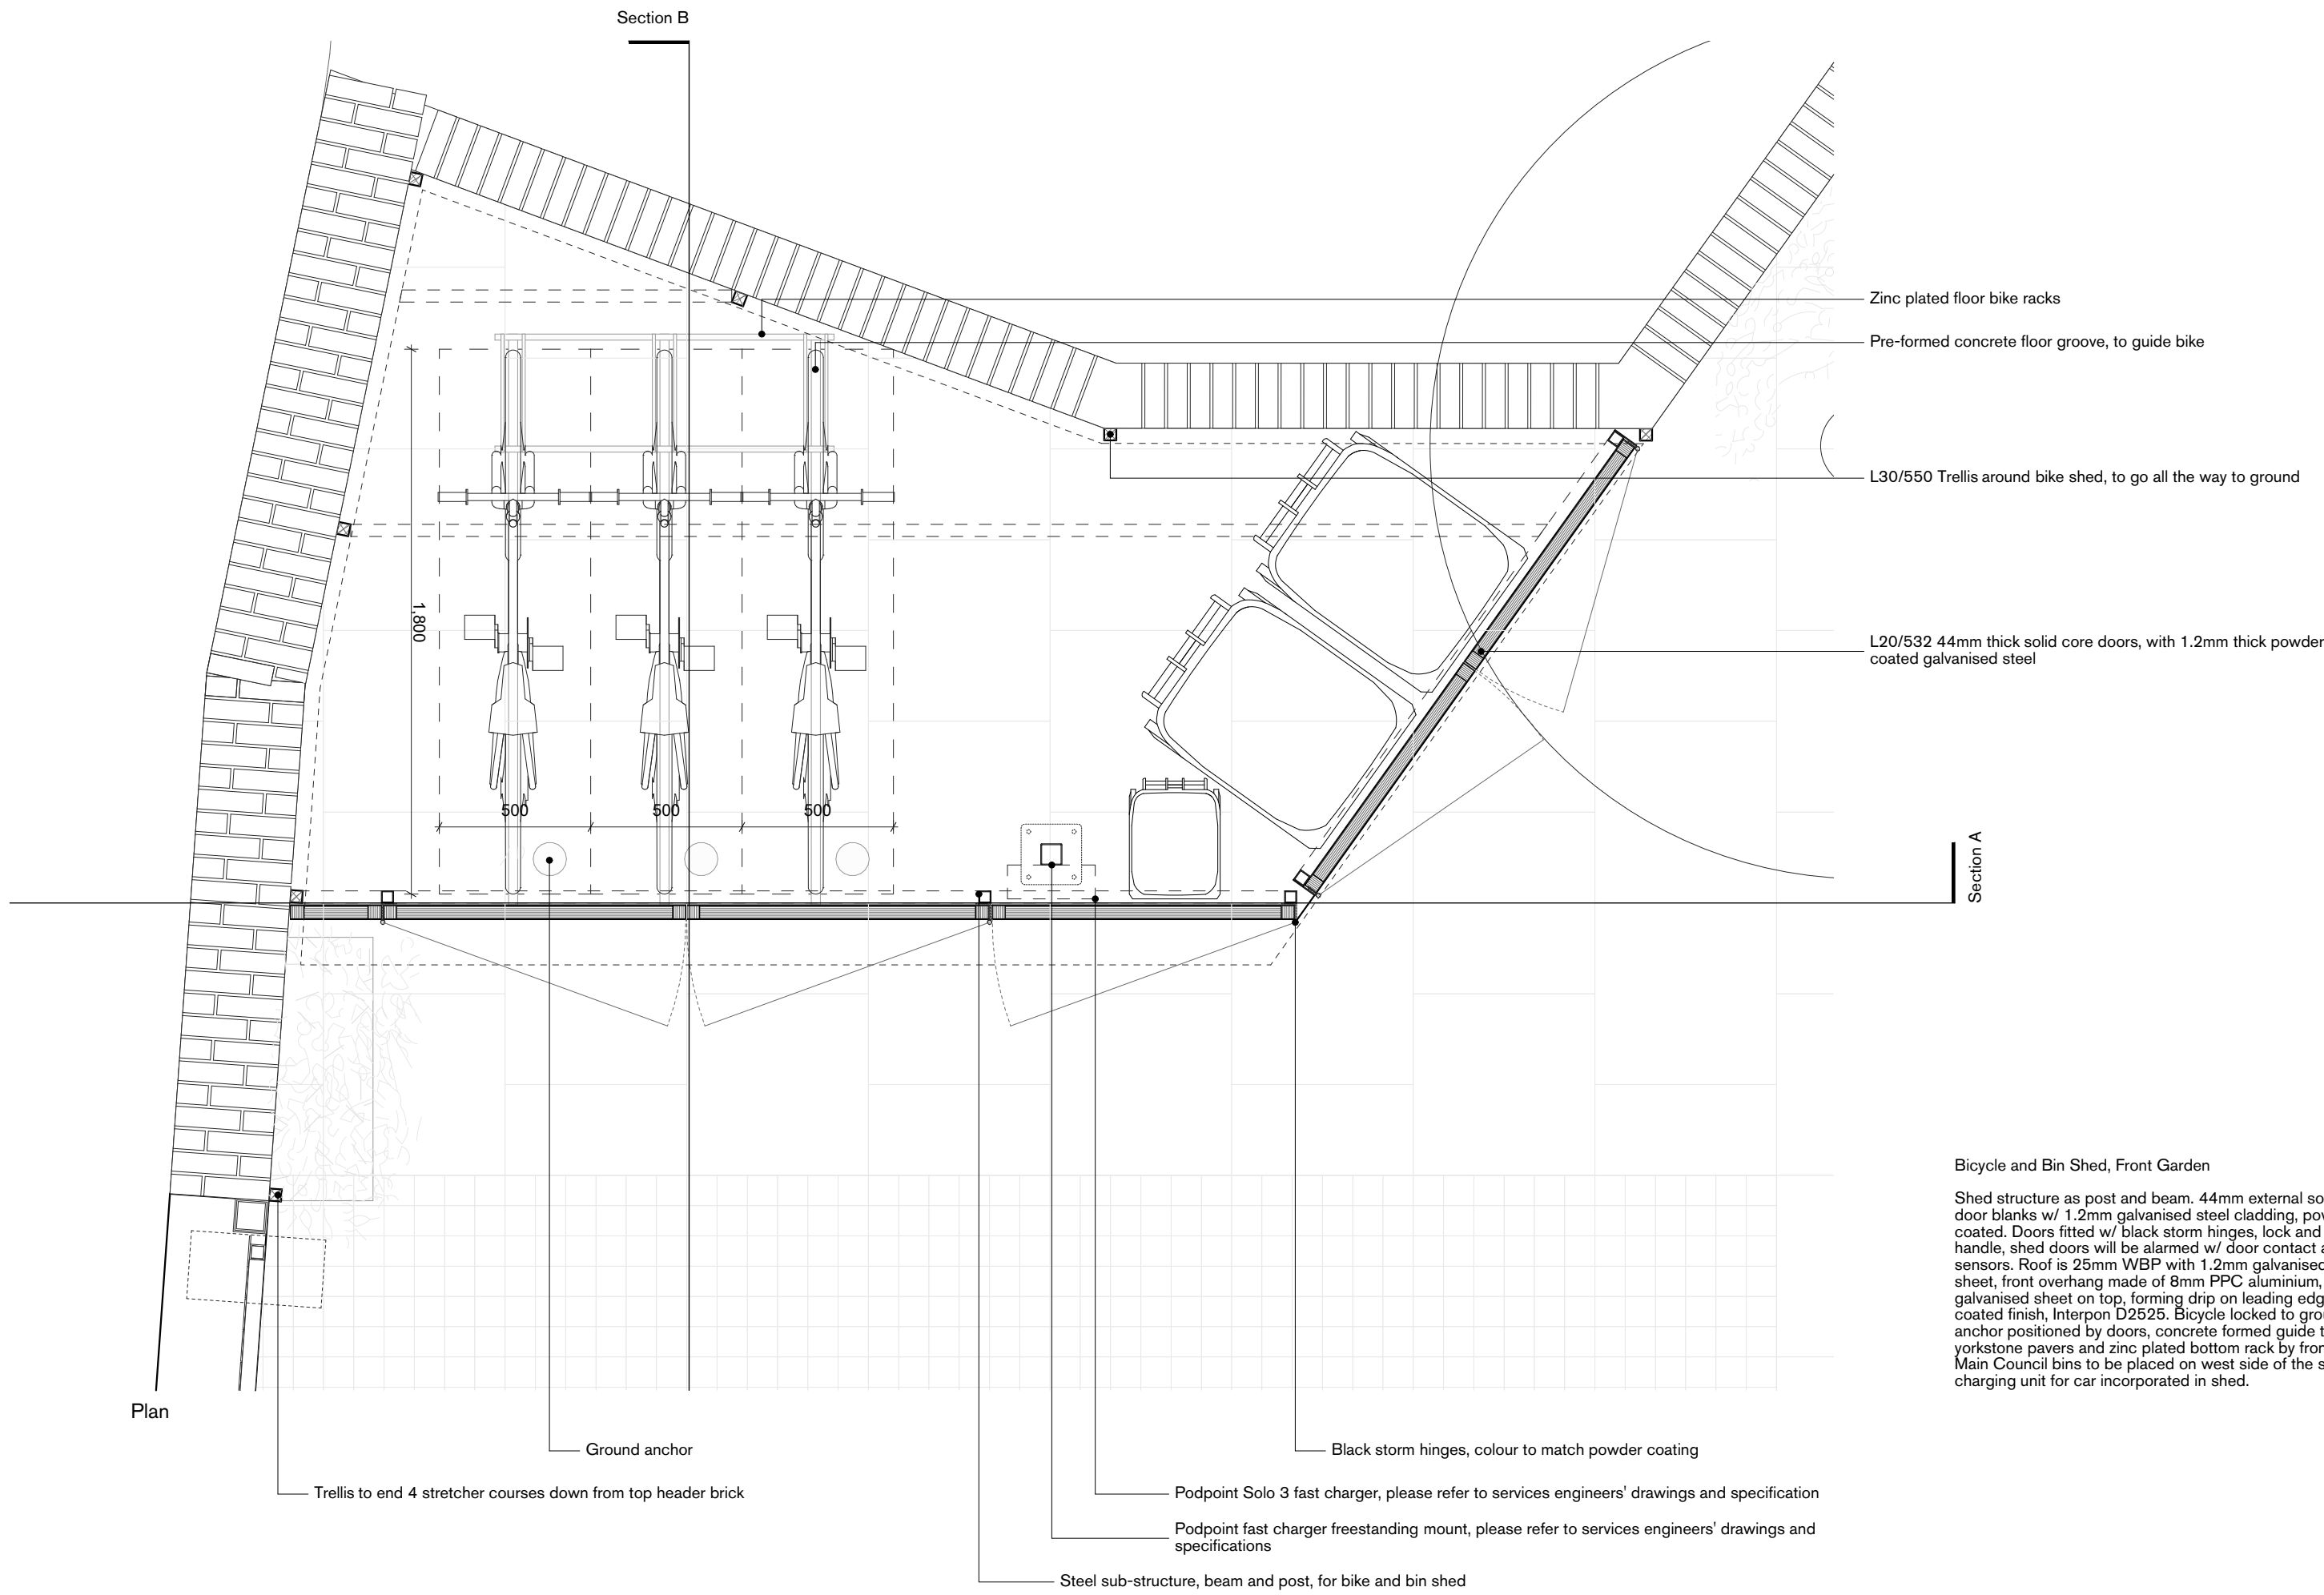 Section B
Zinc plated floor bike racks
Pre-formed concrete floor groove, to guide bike
L30/550 Trellis around bike shed, to go all the way to ground
1,800
L20/532 44mm thick solid core doors, with 1.2mm thick powder
coated galvanised steel
500 500 500
Section A
Bicycle and Bin Shed, Front Garden
Shed structure as post and beam. 44mm external so
door blanks w/ 1.2mm galvanised steel cladding,
coated. Doors fitted w/ black storm hinges, lock and
handle, shed doors will be alarmed w/ door contact
sensors. Roof is 25mm WBP with 1.2mm galvanised
sheet, front overhang made of 8mm PPC aluminium,
galvanised sheet on top, forming drip on leading
coated finish, Interpon D2525. Bicycle locked to
anchor positioned by doors, concrete formed guide
yorkstone pavers and zinc plated bottom rack by
Main Council bins to be placed on west side of the
charging unit for car incorporated in shed.
Plan
Ground anchor
Black storm hinges, colour to match powder coating
Trellis to end 4 stretcher courses down from top header brick
Podpoint Solo 3 fast charger, please refer to services engineers' drawings and specification
Podpoint fast charger freestanding mount, please refer to services engineers' drawings and
specifications
Steel sub-structure, beam and post, for bike and bin shed